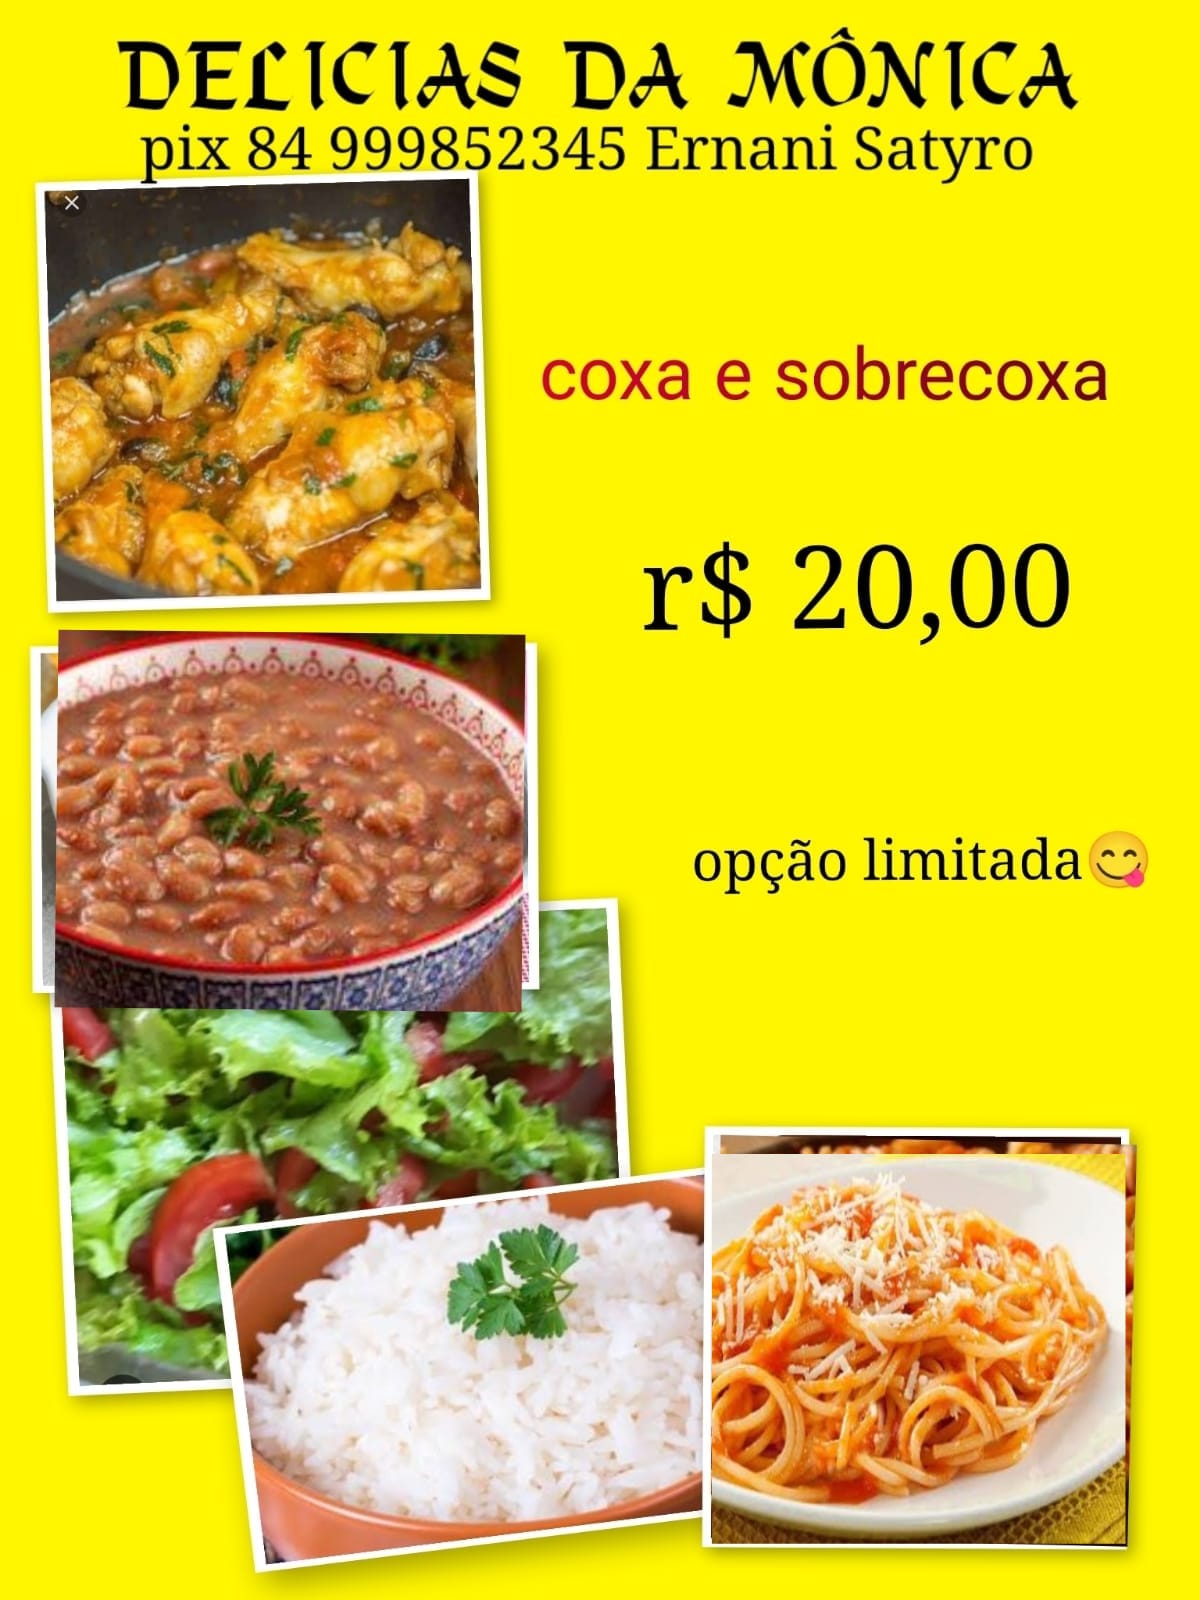 DELICIAS DA MÔNICA
pix 84 999852345 Ernani Satyro
coxa e sobrecoxa
r$ 20,00
opção limitada😋